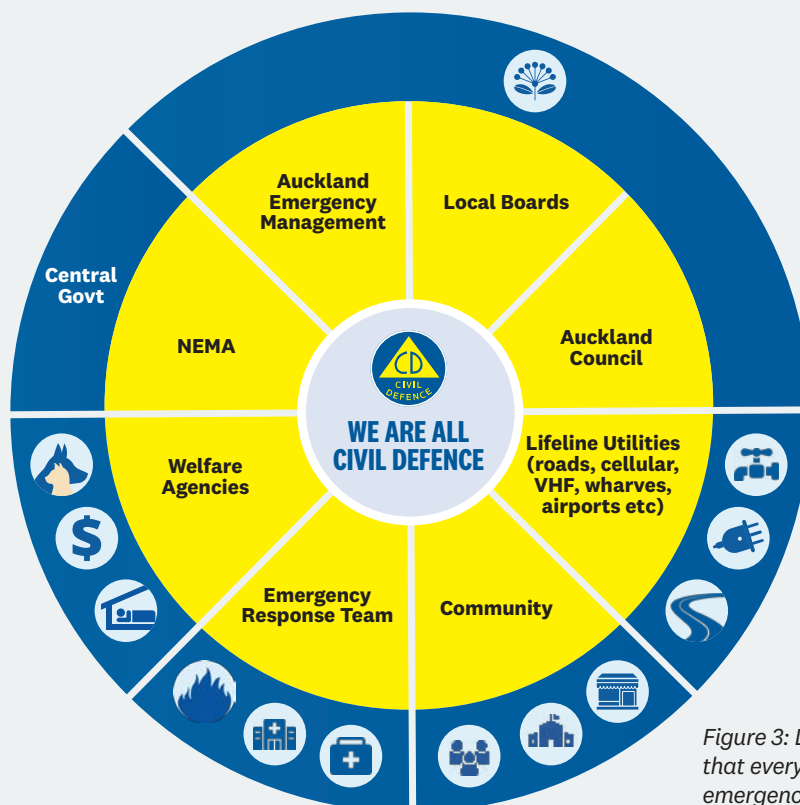 Auckland
Emergency
Management
Local Boards
Central
Govt
NEMA
Auckland
Council
CD
CIVIL
DEFENCE
WE ARE ALL
CIVIL DEFENCE
Welfare
Agencies
Lifeline Utilities
(roads, cellular,
VHF, wharves,
airports etc)
$
Emergency
Response Team
Community
Figure 3:
that every
emergenc